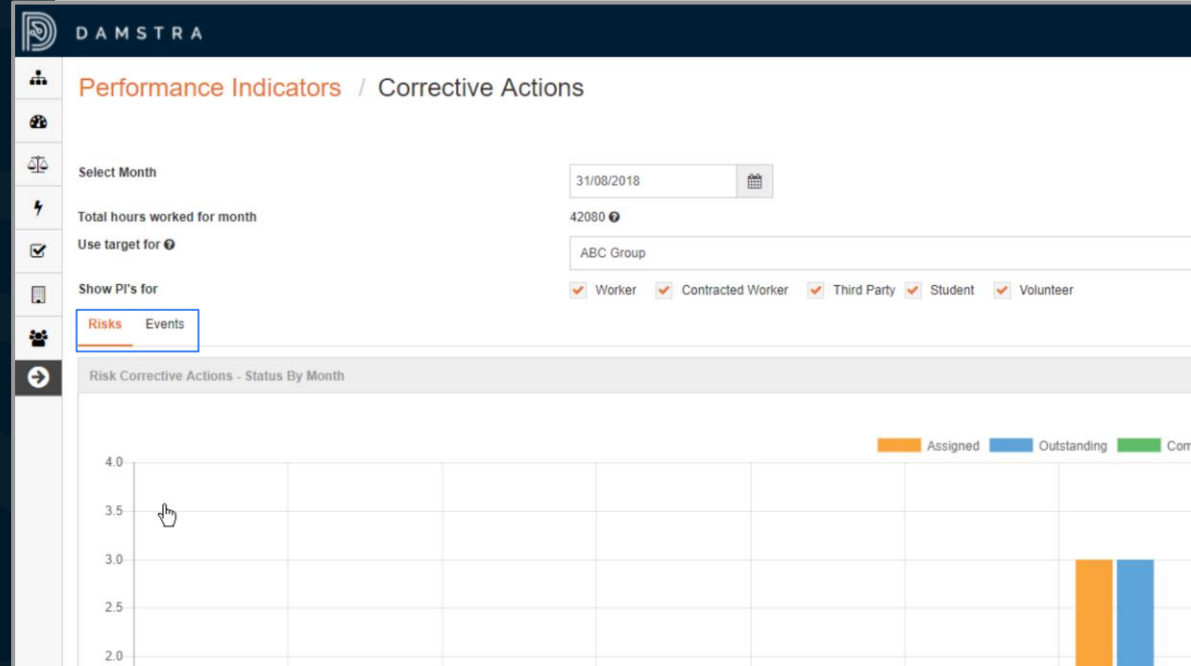 DAMSTRA
Performance Indicators / Corrective Actions
Select Month
31/08/2018
Total hours worked for month
42080
Use target for
ABC Group
Show PI's for
Worker Contracted Worker Third Party Student Volunteer
Risks Events
Risk Corrective Actions - Status By Month
Assigned Outstanding
4.0
3.5
3.0
2.5
2.0